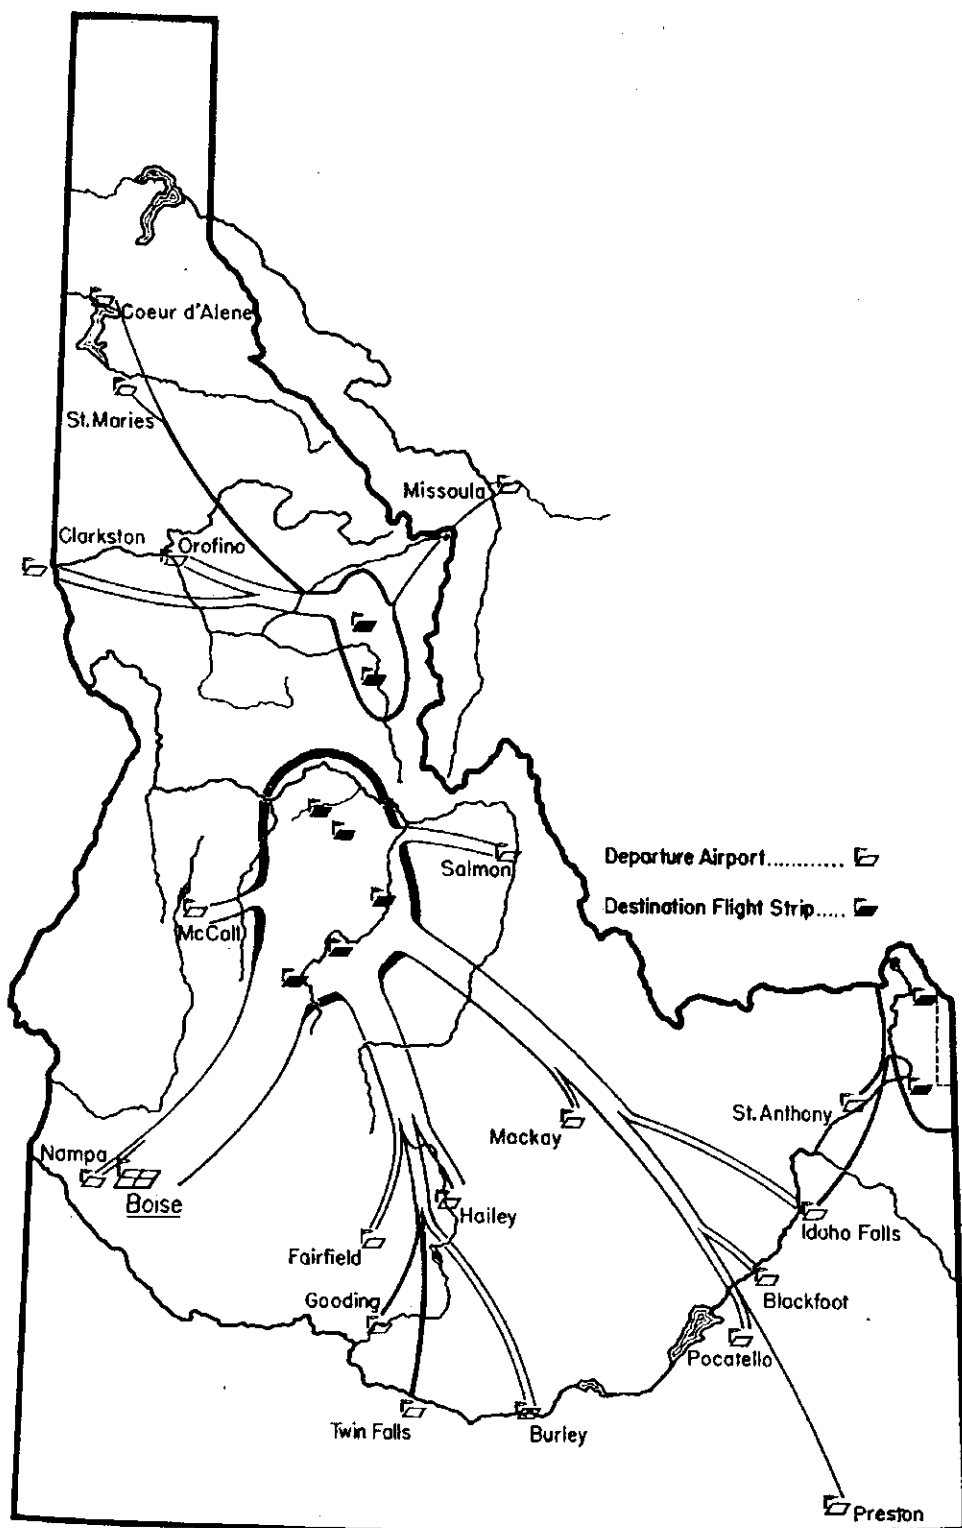 Coeur d'Alene
St. Maries
Missoula
Clarkston
Orofino
Departure Airport............
Salmon
Destination Flight Strip.....
McCall
St. Anthony
Mackay
Nampa
Boise
Hailey
Idaho Falls
Fairfield
Gooding
Blackfoot
Pocatello
Twin Falls
Burley
Preston